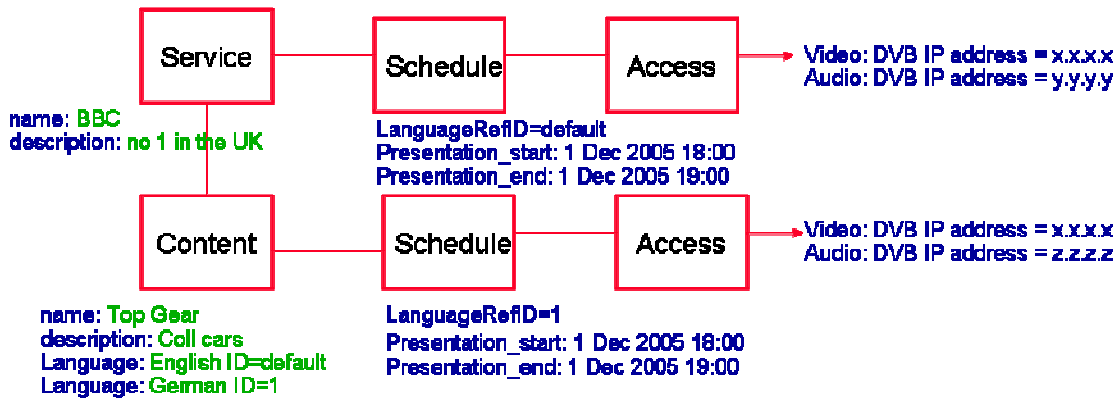 Service
Schedule
Access
Video: DVB IP address = x.x.x.x
Audio: DVB IP address = y.y.y.y
name: BBC
description: no 1 in the UK
LanguageRefID=default
Presentation_start: 1 Dec 2005 18:00
Presentation_end: 1 Dec 2005 19:00
Content
Schedule
Access
Video: DVB IP address = x.x.x.x
Audio: DVB IP address = z.z.z.z
name: Top Gear
description: Coll cars
Language: English ID=default
Language: German ID=1
LanguageRefID=1
Presentation_start: 1 Dec 2005 18:00
Presentation_end: 1 Dec 2005 19:00